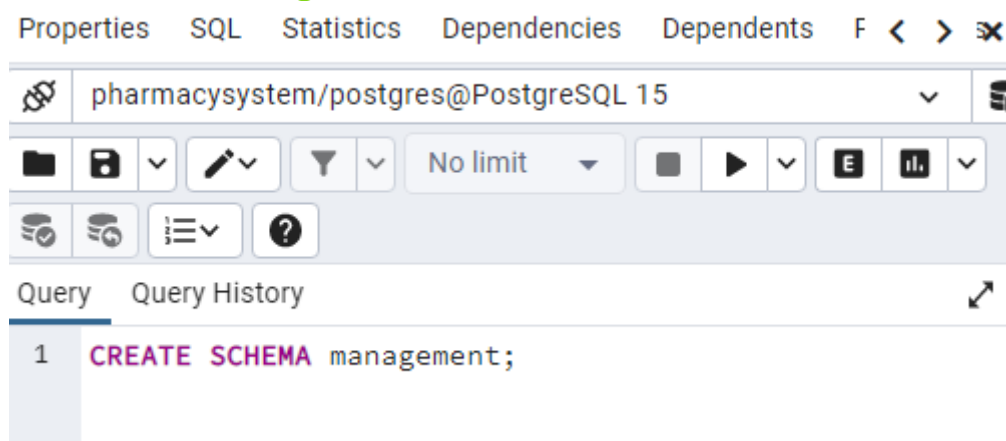 Properties SQL Statistics Dependencies Dependents
pharmacysystem/postgres@PostgreSQL 15
No limit E
Query Query History
1 CREATE SCHEMA management;